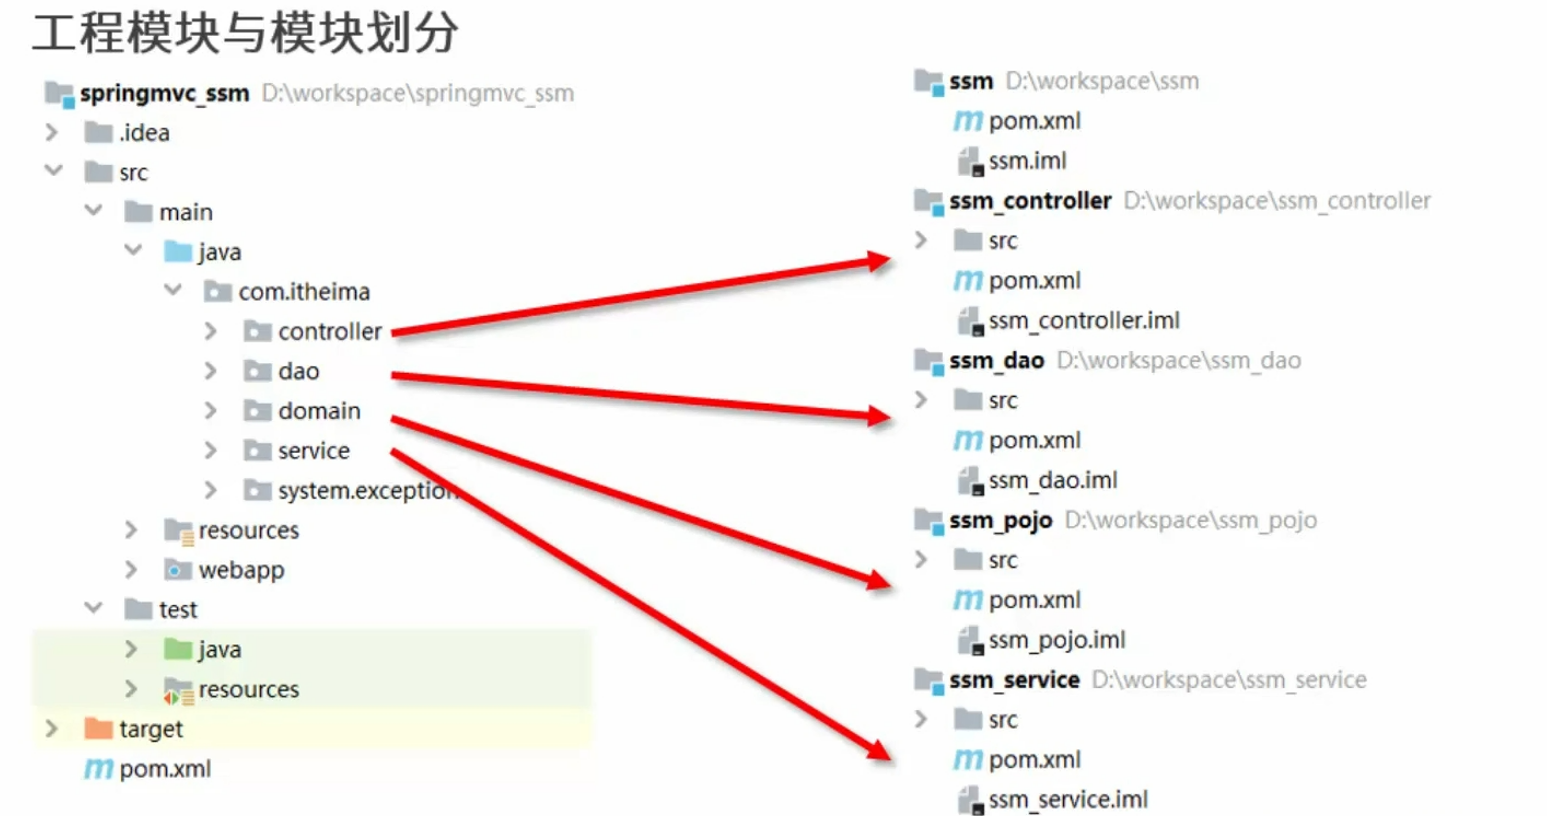 工程模块与模块划分
springmvc_ssm D:\workspace\springmvc_ssm
.idea
src
main
java
com.itheima
controller
dao
domain
service
system.exception
resources
webapp
test
java
resources
target
pom.xml
ssm D:\workspace\ssm
pom.xml
ssm.iml
ssm_controller D:\workspace\ssm_controller
src
pom.xml
ssm_controller.iml
ssm_dao D:\workspace\ssm_dao
src
pom.xml
ssm_dao.iml
ssm_pojo D:\workspace\ssm_pojo
src
pom.xml
ssm_pojo.iml
ssm_service D:\workspace\ssm_service
src
pom.xml
ssm_service.iml